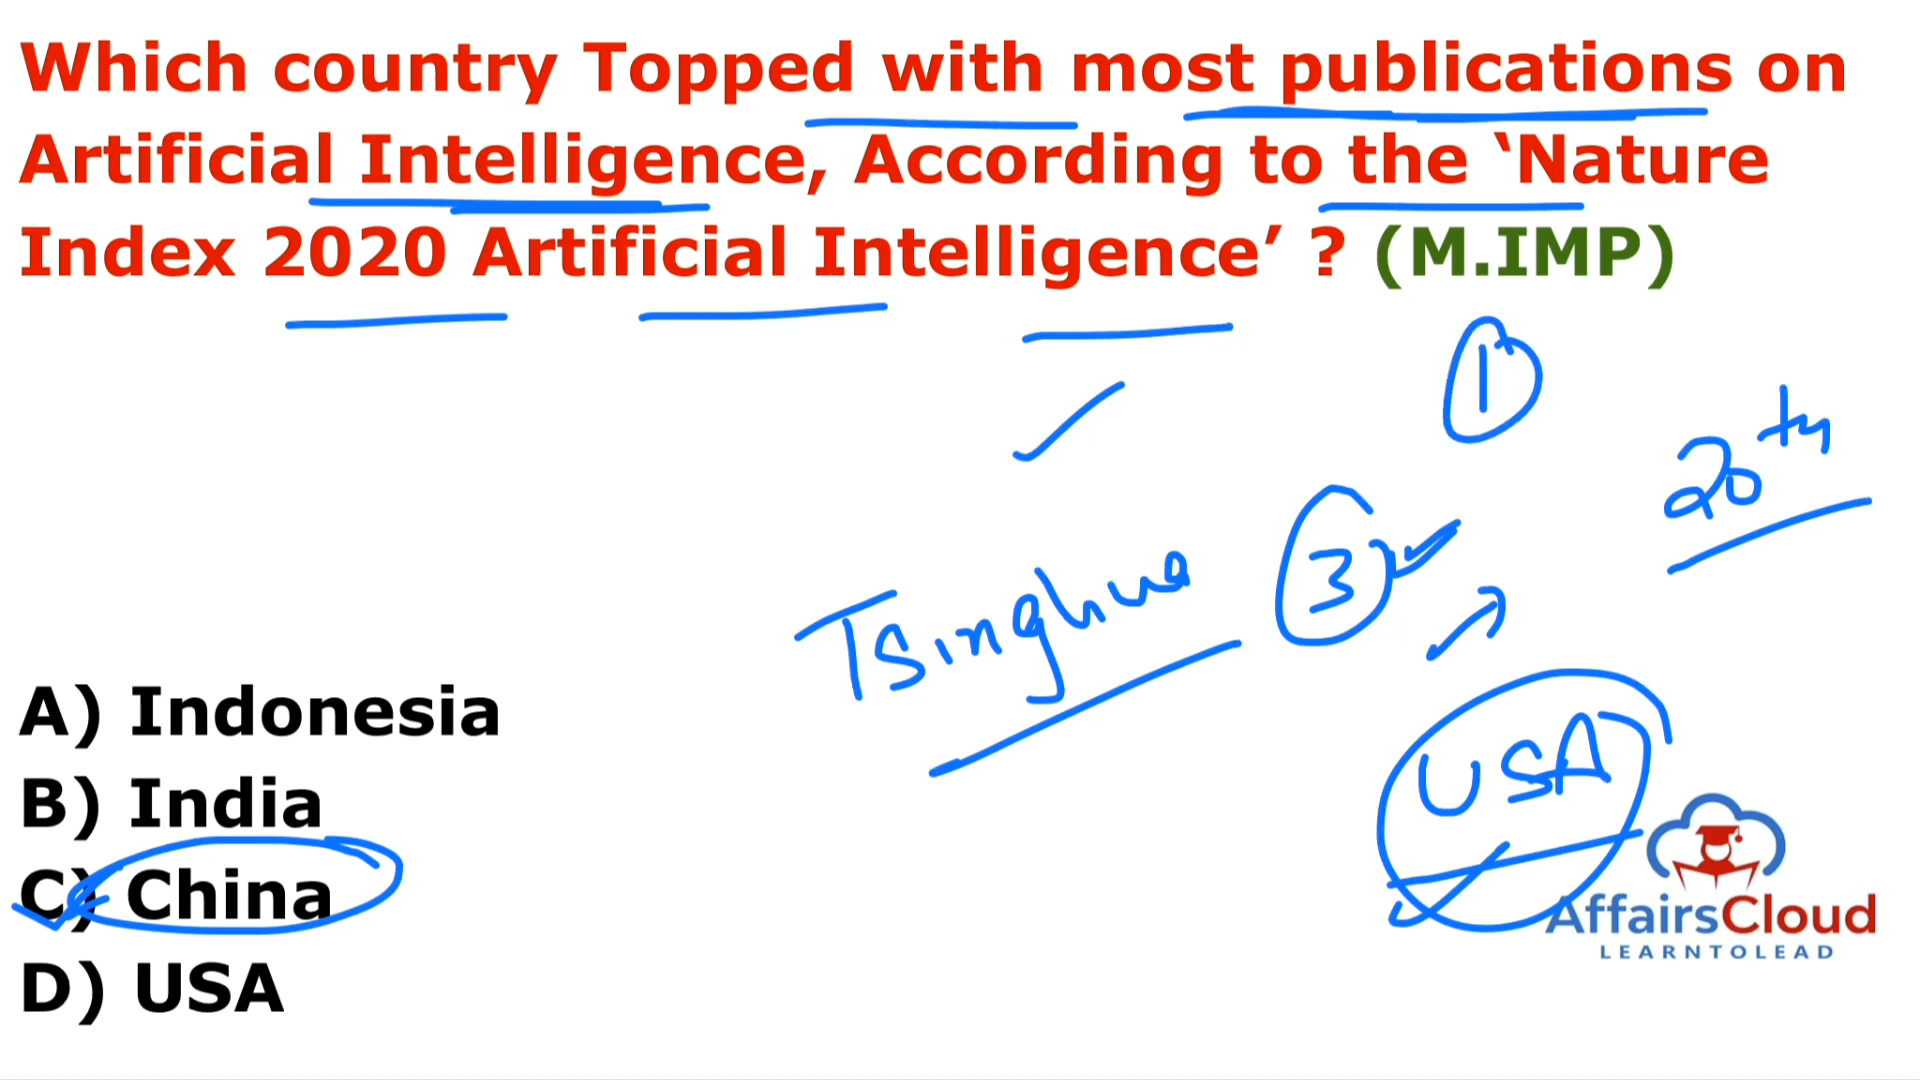 Which country Topped with most publications on
Artificial Intelligence, According to the ‘Nature
Index 2020 Artificial Intelligence’ ? (M.IMP)
1
20th
3
Tsinghua
A) Indonesia
USA
B) India
C) China
AffairsCloud
LEARNTOLEAD
D) USA